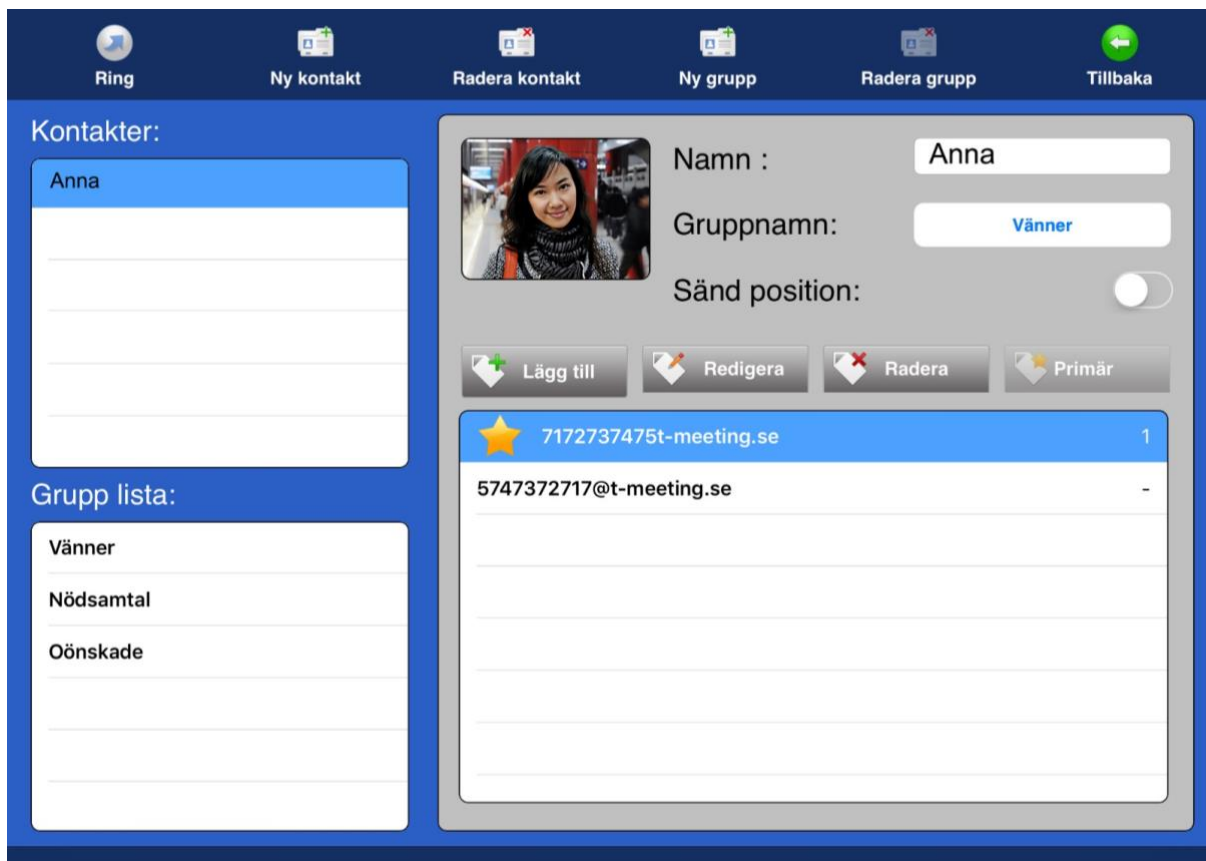 Ring Ny kontakt Radera kontakt Ny grupp Radera grupp Tillbaka
Kontakter:
Anna
Grupp lista:
Vänner
Nödsamtal
Oönskade
Namn : Anna
Gruppnamn: Vänner
Sänd position:
Lägg till Redigera Radera Primär
7172737475t-meeting.se 1
5747372717@t-meeting.se -